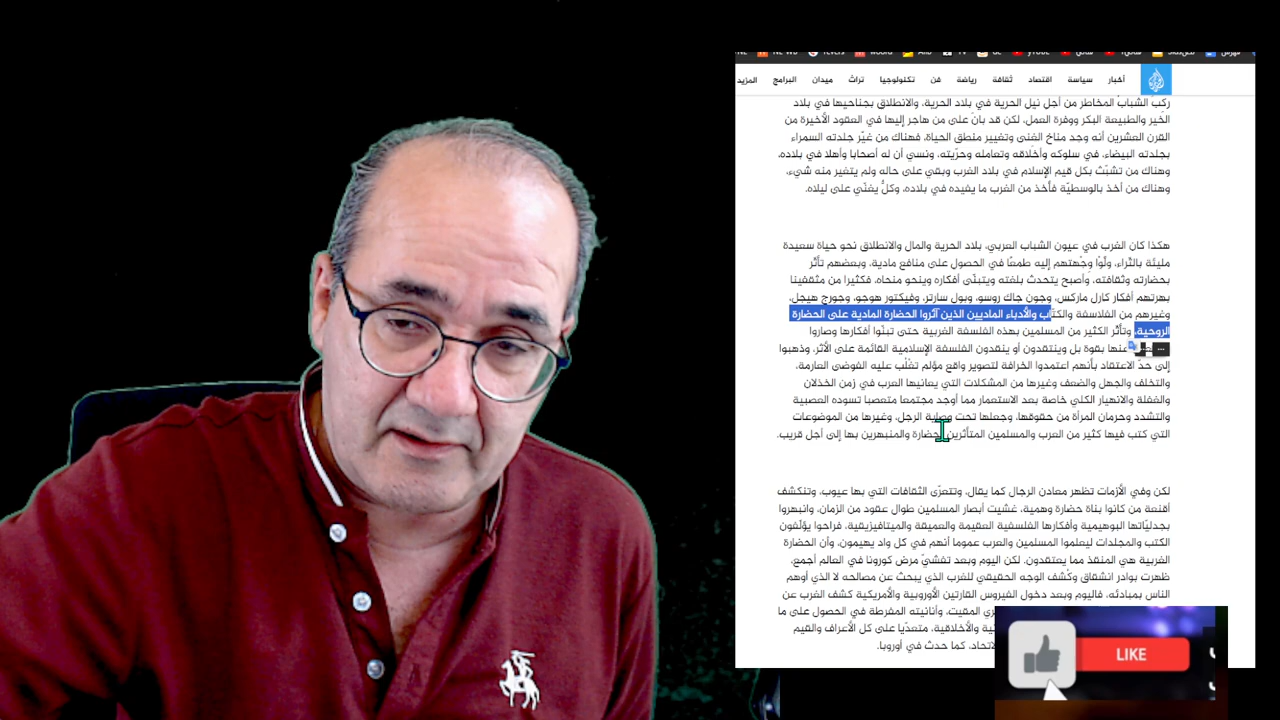 أخبار سياسة اقتصاد ثقافة رياضة فن تكنولوجيا تراث ميدان البرامج المزيد
ركب الشباب المخاطر من أجل نيل الحرية في بلاد الحرية، والانطلاق بجناحيها في بلاد
الخير والطبيعة البكر ووفرة العمل، لكن قد بان على من هاجر إليها في العقود الأخيرة من
القرن العشرين أنه وجد مناخ الغنى وتغيير منطق الحياة، فهناك من غيّر جلدته السمراء
بجلدته البيضاء، في سلوكه وأخلاقه وتعامله وحرّيته، ونسي أن له أصحابا وأهلا في بلاده،
وهناك من تشبّث بكل قيم الإسلام في بلاد الغرب وبقي على حاله ولم يتغير منه شيء،
وهناك من أخذ بالوسطيّة فأخذ من الغرب ما يفيده في بلاده، وكلٌّ يغنّي على ليلاه.
هكذا كان الغرب في عيون الشباب العربي، بلاد الحرية والمال والانطلاق نحو حياة سعيدة
مليئة بالثّراء، ولّوا وِجْهتهم إليه طمعًا في الحصول على منافع مادية، وبعضهم تأثّر
بحضارته وثقافته، وأصبح يتحدث بلغته ويتبنّى أفكاره وينحو منحاه، فكثيرا من مثقفينا
بهرتهم أفكار كارل ماركس، وجون جاك روسو، وبول سارتر، وفيكتور هوجو، وجورج هيجل،
وغيرهم من الفلاسفة والكتّاب والأدباء الماديين الذين آثروا الحضارة المادية على الحضارة
الروحية، وتأثّر الكثير من المسلمين بهذه الفلسفة الغربية حتى تبنّوا أفكارها وصاروا
عنها بقوة بل وينتقدون أو ينقدون الفلسفة الإسلامية القائمة على الأثر، وذهبوا
إلى حدّ الاعتقاد بأنهم اعتمدوا الخرافة لتصوير واقع مؤلم تغلّب عليه الفوضى العارمة،
والتخلف والجهل والضعف وغيرها من المشكلات التي يعانيها العرب في زمن الخذلان
والغفلة والانهيار الكلي خاصة بعد الاستعمار مما أوجد مجتمعا متعصبا تسوده العصبية
والتشدد وحرمان المرأة من حقوقها، وجعلها تحت وصاية الرجل، وغيرها من الموضوعات
التي كتب فيها كثير من العرب والمسلمين المتأثرين بحضارة والمنبهرين بها إلى أجل قريب.
لكن وفي الأزمات تظهر معادن الرجال كما يقال، وتتعرّى الثقافات التي بها عيوب، وتنكشف
أقنعة من كانوا بناة حضارة وهمية، غشيت أبصار المسلمين طوال عقود من الزمان، وانبهروا
بجدليّاتها البوهيمية وأفكارها الفلسفية العقيمة والعميقة والميتافيزيقية، فراحوا يؤلّفون
الكتب والمجلدات ليعلموا المسلمين والعرب عموما أنهم في كل واد يهيمون، وأن الحضارة
الغربية هي المنقذ مما يعتقدون. لكن اليوم وبعد تفشيّ مرض كورونا في العالم أجمع،
ظهرت بوادر انشقاق وكُشف الوجه الحقيقي للغرب الذي يبحث عن مصالحه لا الذي أوهم
الناس بمبادئه، فاليوم وبعد دخول الفيروس القارتين الأوروبية والأمريكية كشف الغرب عن
المقيت، وأنانيته المفرطة في الحصول على ما
والأخلاقية، متعدّيا على كل الأعراف والقيم
كما حدث في أوروبا.
LIKE